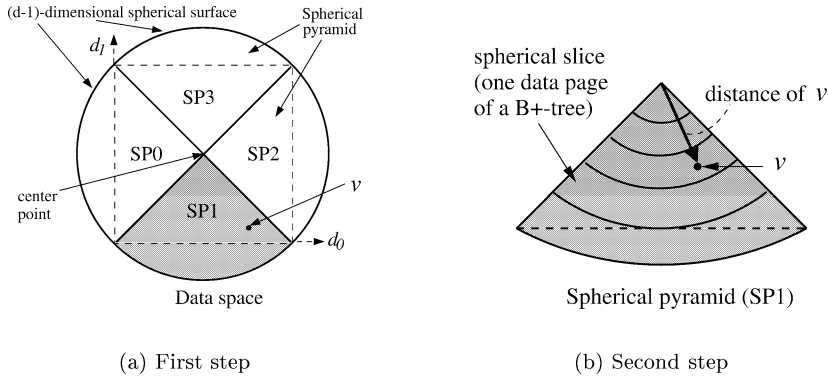 (d-1)-dimensional spherical surface
d1
Spherical
pyramid
SP3
SP0
SP2
SP1
center
point
v
d0
Data space
(a) First step
spherical slice
(one data page
of a B+-tree)
distance of v
v
Spherical pyramid (SP1)
(b) Second step